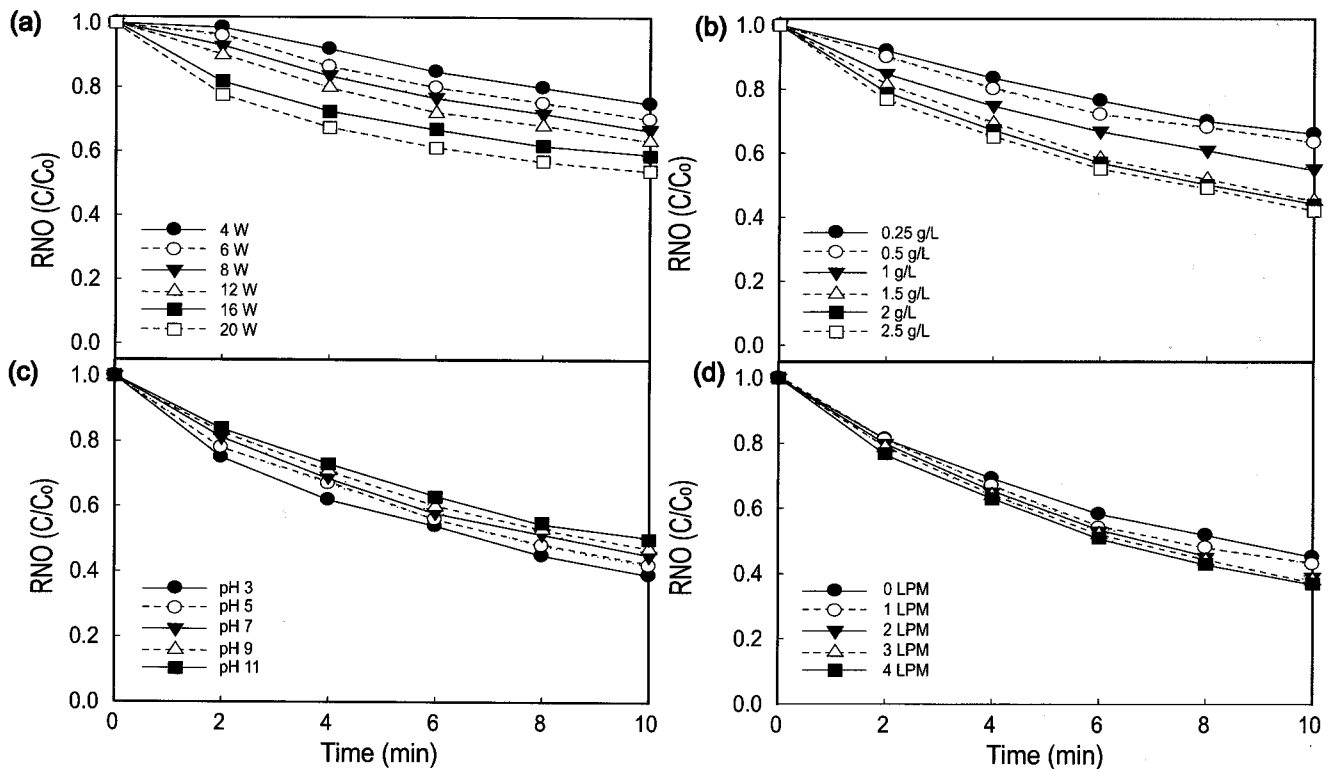 (a)
1.0
0.8
0.6
0.4
0.2
0.0
RNO (C/C₀)
4 W
6 W
8 W
12 W
16 W
20 W
(b)
1.0
0.8
0.6
0.4
0.2
0.0
RNO (C/C₀)
0.25 g/L
0.5 g/L
1 g/L
1.5 g/L
2 g/L
2.5 g/L
(c)
1.0
0.8
0.6
0.4
0.2
0.0
RNO (C/C₀)
pH 3
pH 5
pH 7
pH 9
pH 11
0 2 4 6 8 10
Time (min)
(d)
1.0
0.8
0.6
0.4
0.2
0.0
RNO (C/C₀)
0 LPM
1 LPM
2 LPM
3 LPM
4 LPM
0 2 4 6 8 10
Time (min)